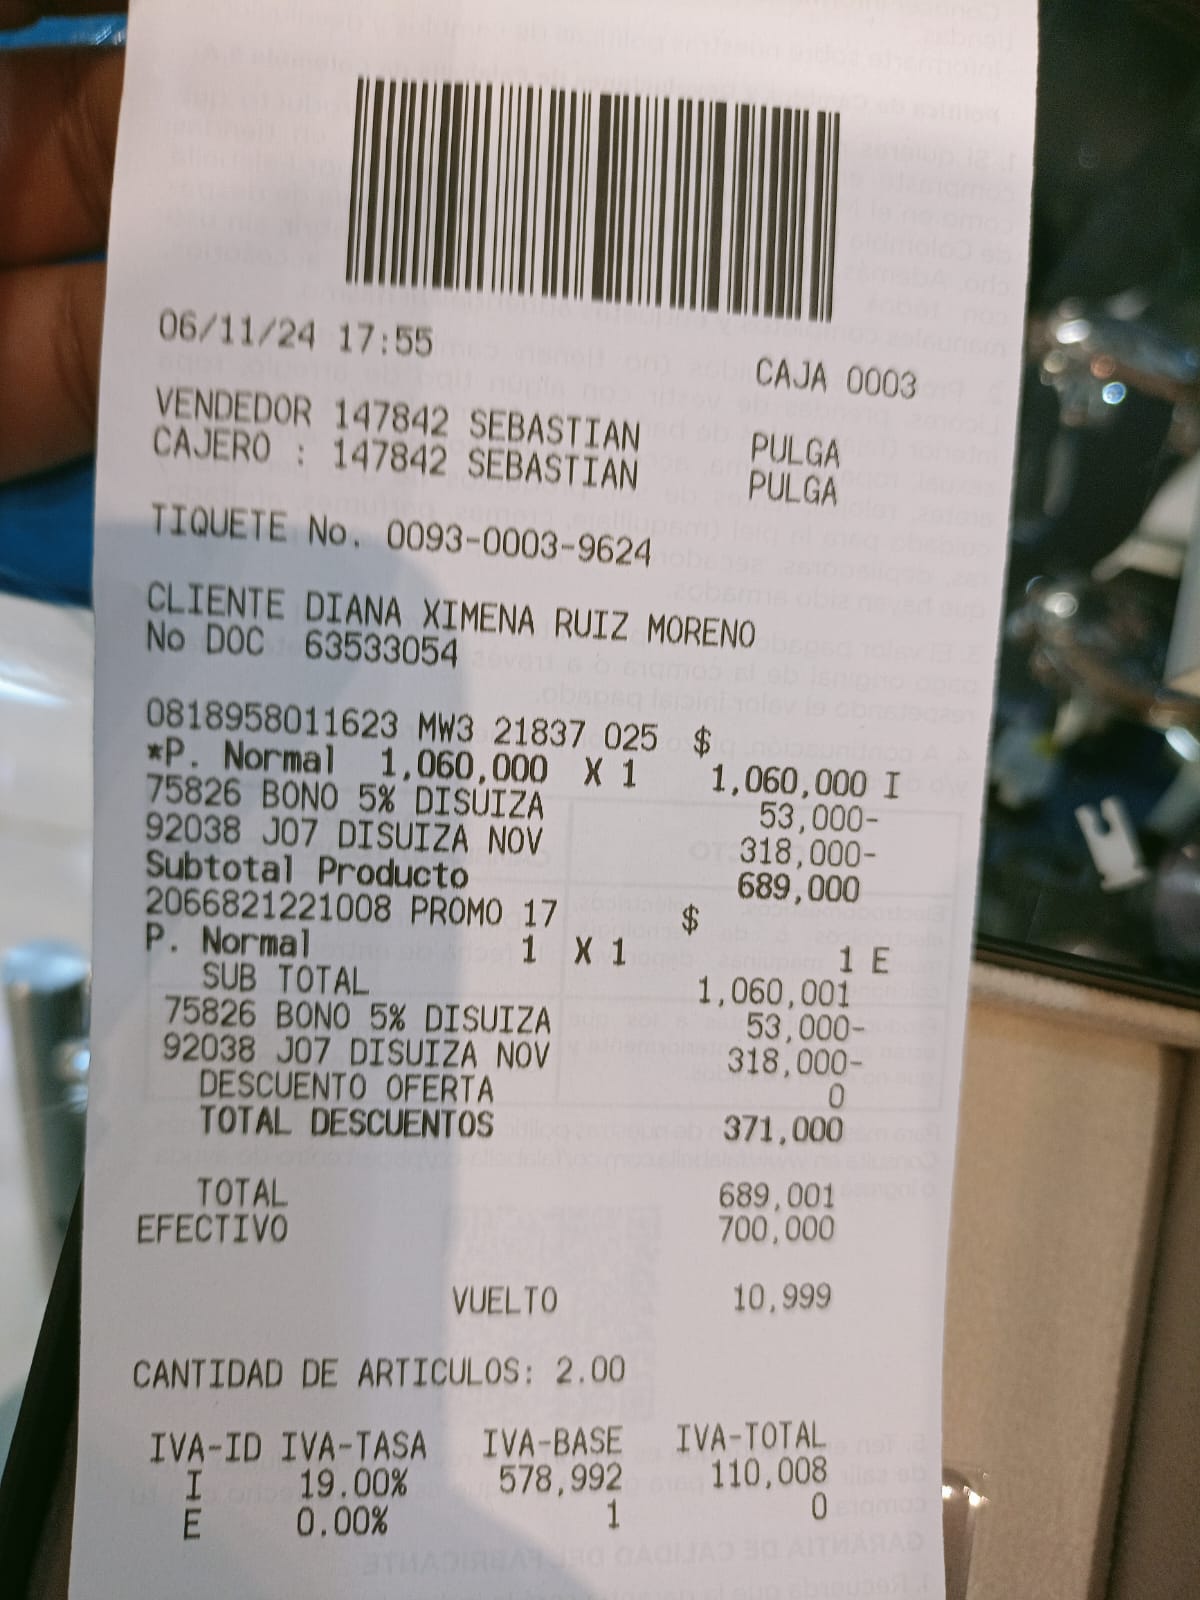 06/11/24 17:55 CAJA 0003
VENDEDOR 147842 SEBASTIAN PULGA
CAJERO : 147842 SEBASTIAN PULGA
TIQUETE No. 0093-0003-9624
CLIENTE DIANA XIMENA RUIZ MORENO
No DOC 63533054
0818958011623 MW3 21837 025 $
*P. Normal 1,060,000 X 1 1,060,000 I
75826 BONO 5% DISUIZA 53,000-
92038 J07 DISUIZA NOV 318,000-
Subtotal Producto 689,000
2066821221008 PROMO 17 $
P. Normal 1 X 1 1 E
SUB TOTAL 1,060,001
75826 BONO 5% DISUIZA 53,000-
92038 J07 DISUIZA NOV 318,000-
DESCUENTO OFERTA 0
TOTAL DESCUENTOS 371,000
TOTAL 689,001
EFECTIVO 700,000
VUELTO 10,999
CANTIDAD DE ARTICULOS: 2.00
IVA-ID IVA-TASA IVA-BASE IVA-TOTAL
I 19.00% 578,992 110,008
E 0.00% 1 0